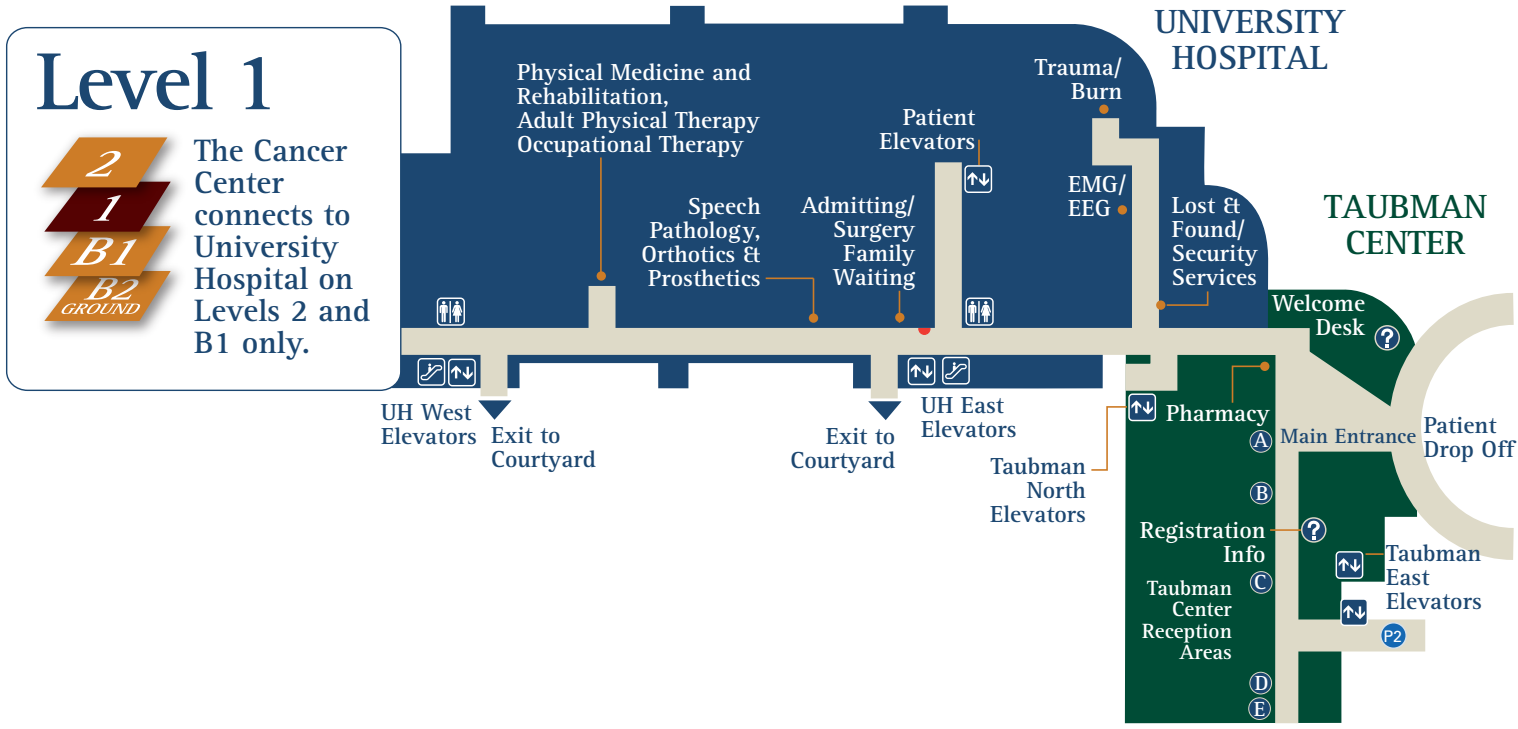 Level 1
2
1
B1
B2
GROUND
The Cancer
Center
connects to
University
Hospital on
Levels 2 and
B1 only.
UNIVERSITY
HOSPITAL
Physical Medicine and
Rehabilitation,
Adult Physical Therapy
Occupational Therapy
Patient
Elevators
Trauma/
Burn
EMG/
EEG
Speech
Pathology,
Orthotics &
Prosthetics
Admitting/
Surgery
Family
Waiting
Lost &
Found/
Security
Services
TAUBMAN
CENTER
Welcome
Desk
?
UH West
Elevators
Exit to
Courtyard
Exit to
Courtyard
UH East
Elevators
Taubman
North
Elevators
Pharmacy
A
Main Entrance
Patient
Drop Off
B
Registration
Info
?
C
Taubman
Center
Reception
Areas
Taubman
East
Elevators
P2
D
E